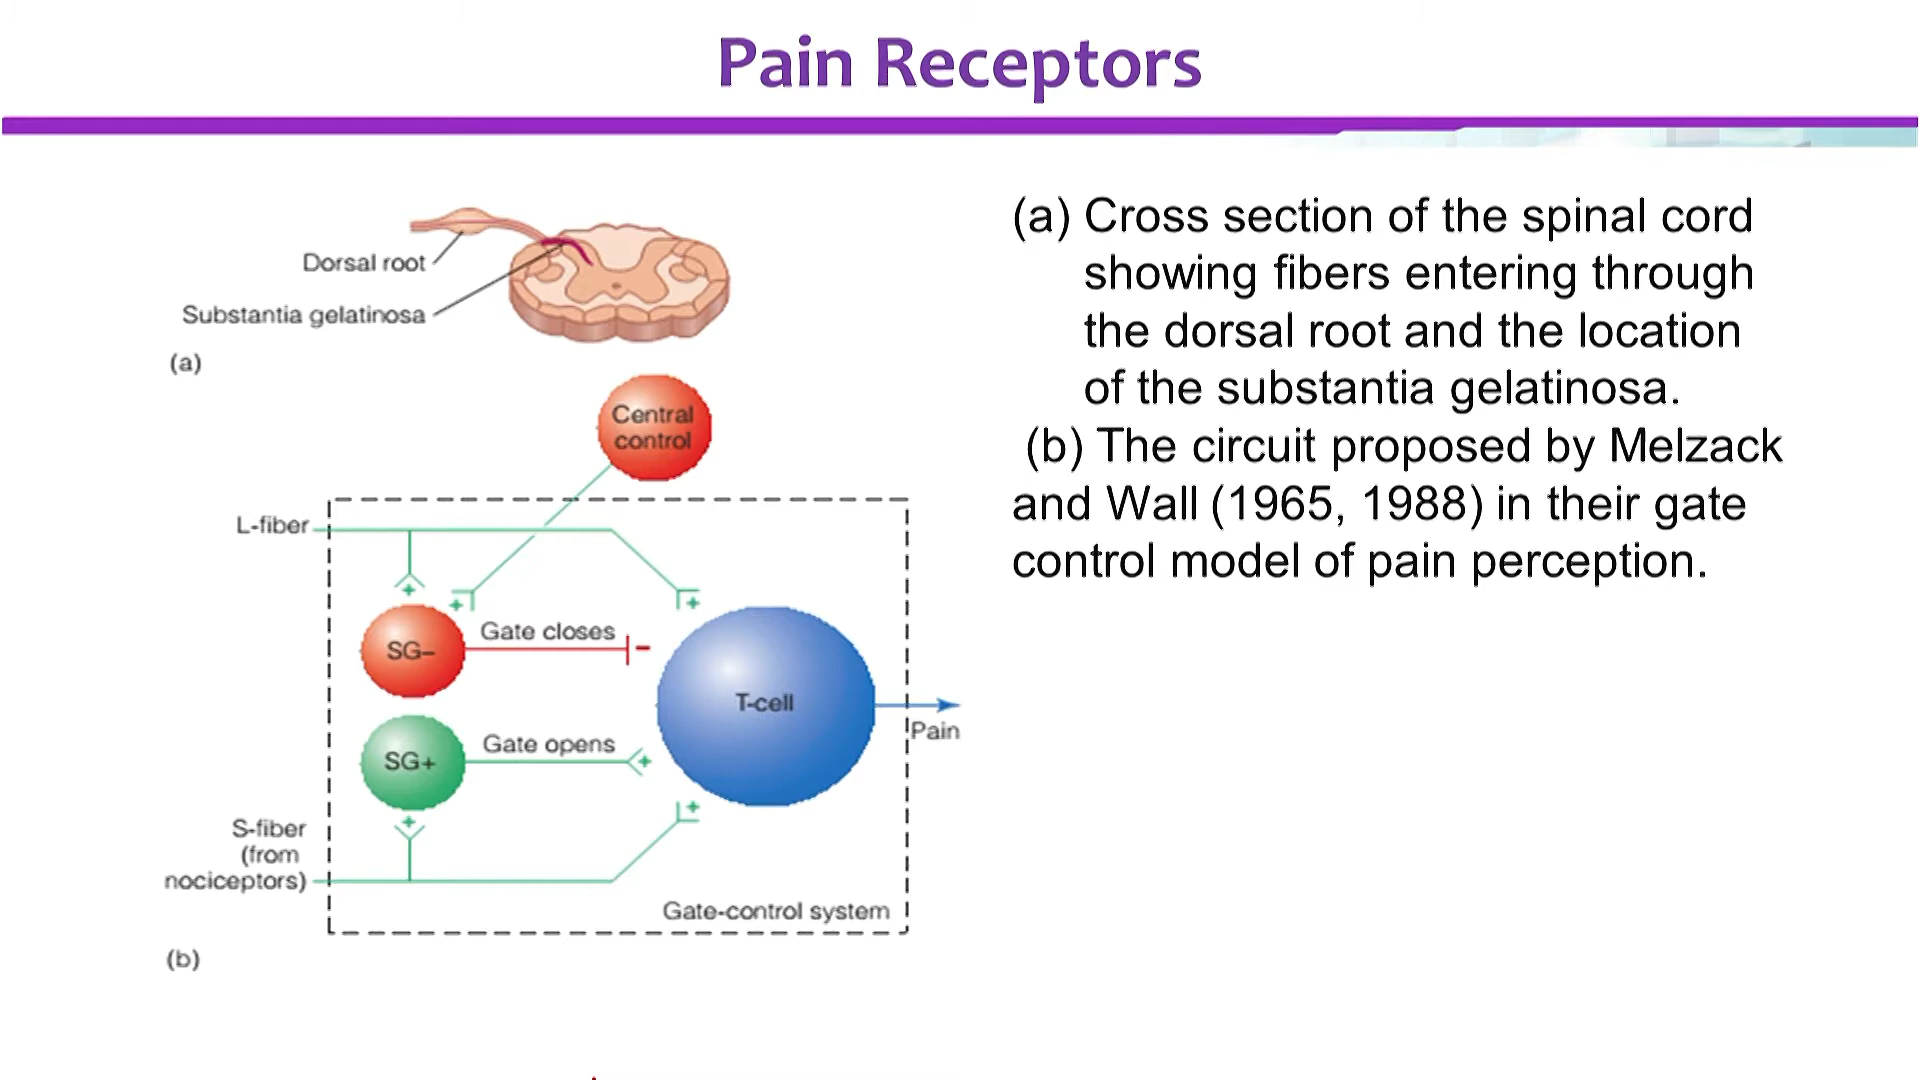 Pain Receptors
Dorsal root
Substantia gelatinosa
(a)
Central
control
L-fiber
+
+
+
SG–
Gate closes
–
T-cell
Pain
SG+
Gate opens
+
+
+
S-fiber
(from
nociceptors)
Gate-control system
(b)
(a) Cross section of the spinal cord
showing fibers entering through
the dorsal root and the location
of the substantia gelatinosa.
(b) The circuit proposed by Melzack
and Wall (1965, 1988) in their gate
control model of pain perception.